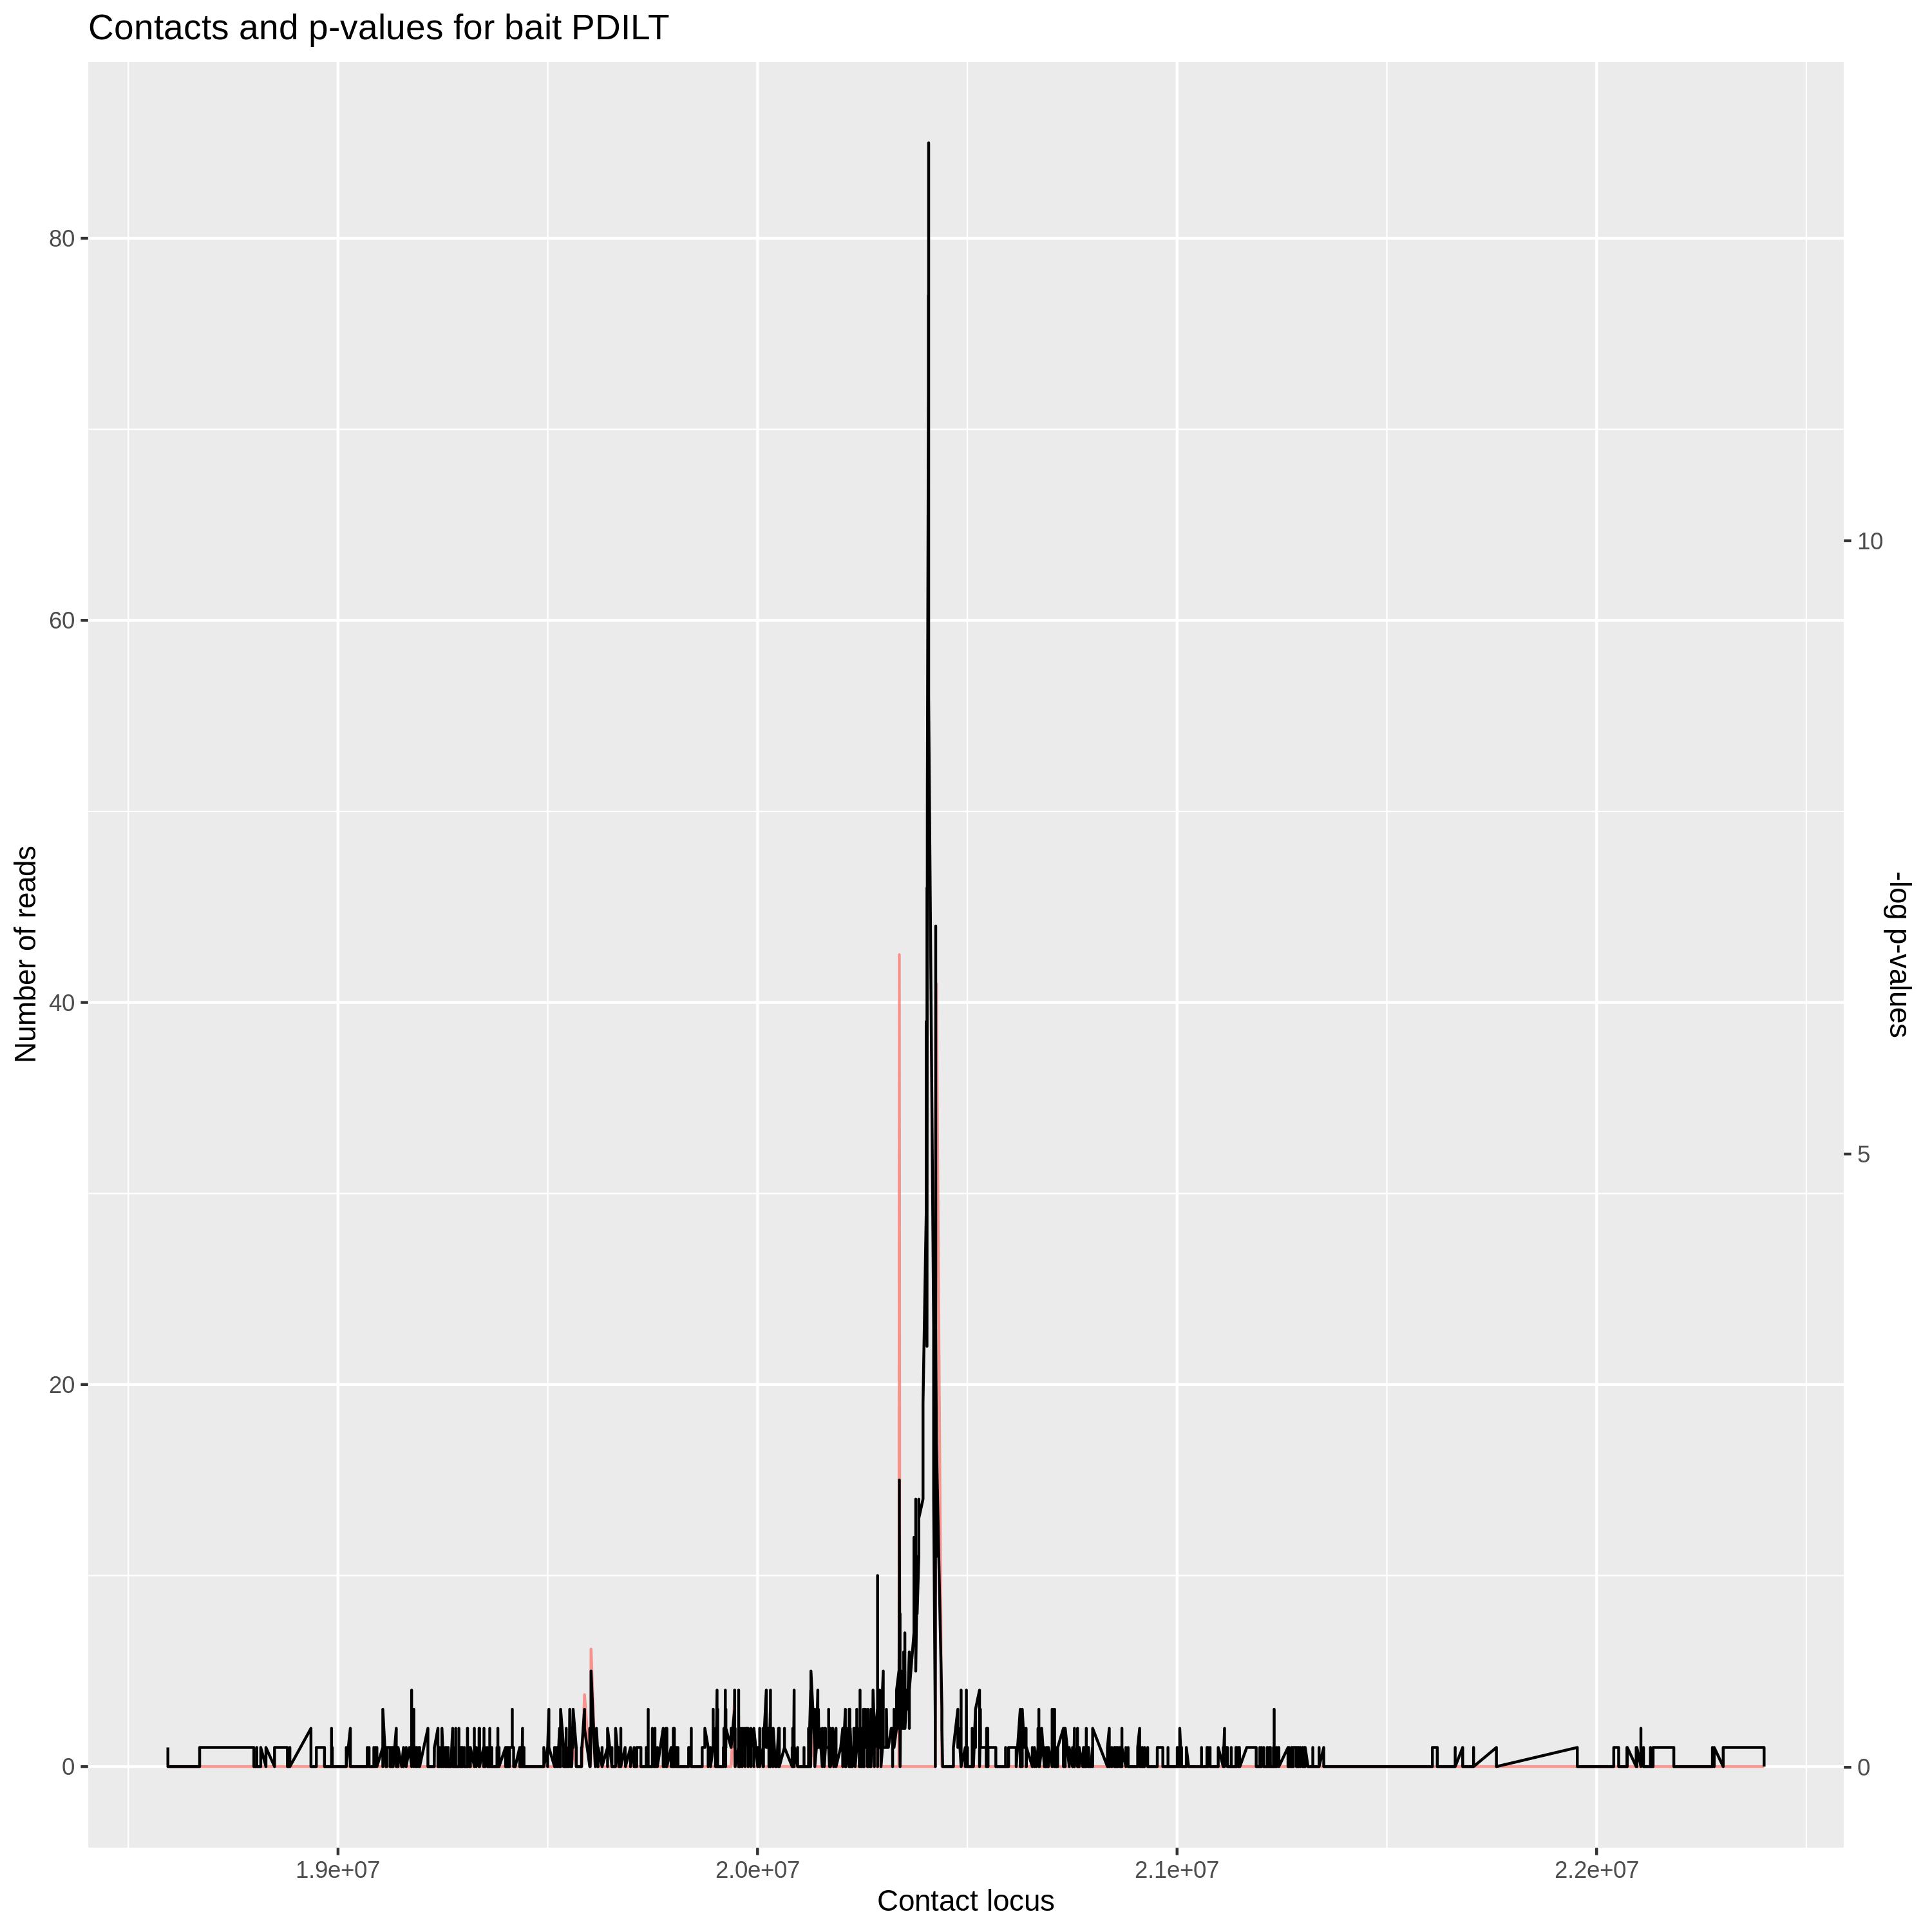 Contacts and p-values for bait PDILT
80
60
40
20
0
Number of reads
10
5
0
-log p-values
1.9e+07
2.0e+07
2.1e+07
2.2e+07
Contact locus